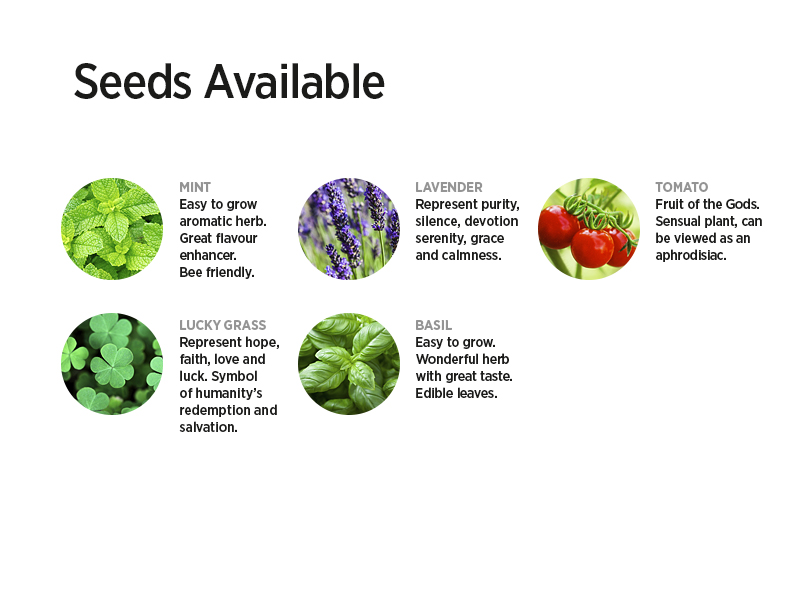 Seeds Available
MINT
Easy to grow
aromatic herb.
Great flavour
enhancer.
Bee friendly.
LAVENDER
Represent purity,
silence, devotion
serenity, grace
and calmness.
TOMATO
Fruit of the Gods.
Sensual plant, can
be viewed as an
aphrodisiac.
LUCKY GRASS
Represent hope,
faith, love and
luck. Symbol
of humanity's
redemption and
salvation.
BASIL
Easy to grow.
Wonderful herb
with great taste.
Edible leaves.